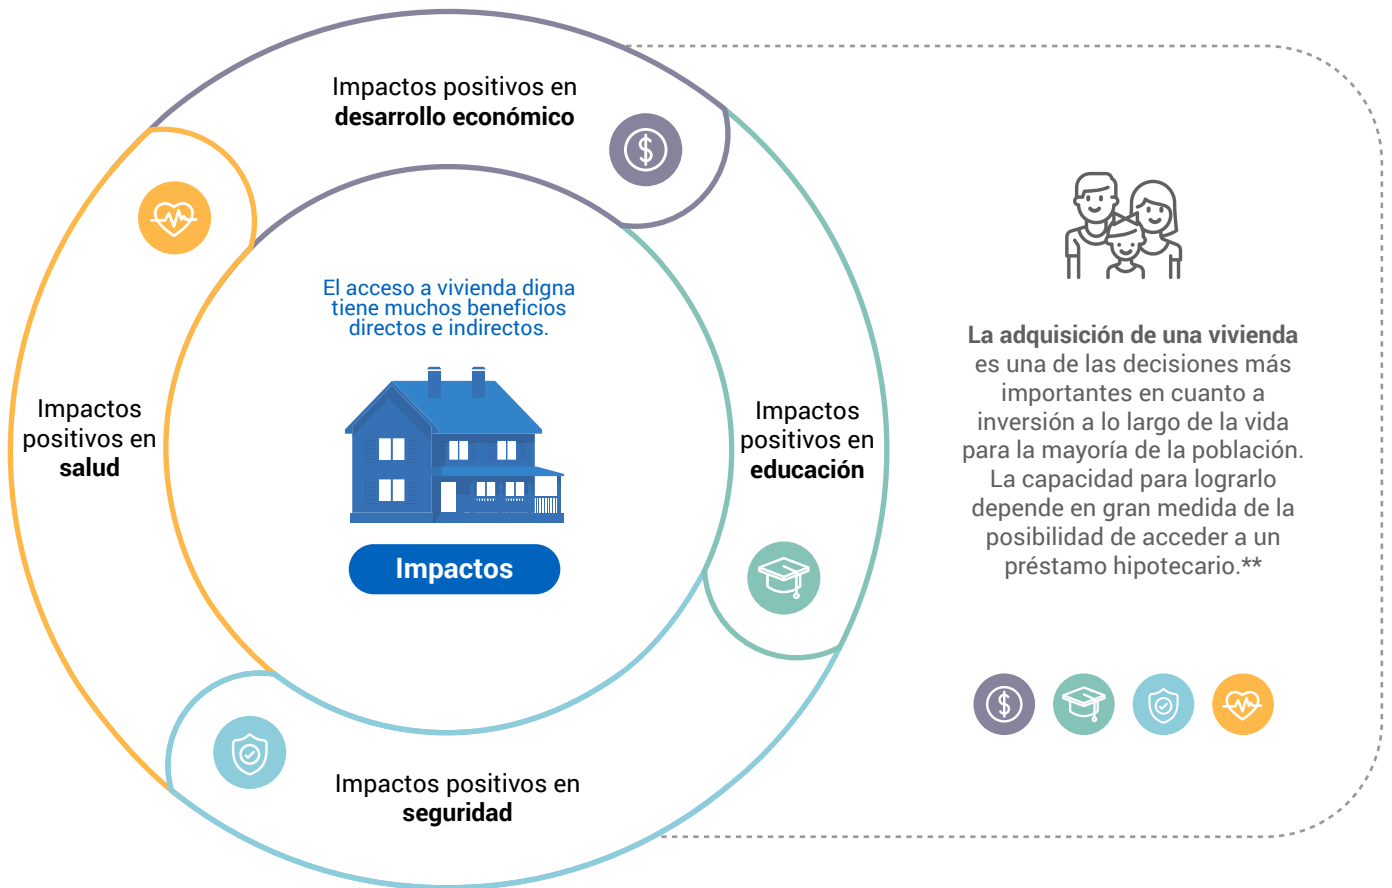 Impactos positivos en
desarrollo económico
El acceso a vivienda digna
tiene muchos beneficios
directos e indirectos.
Impactos
Impactos
positivos en
salud
Impactos
positivos en
educación
Impactos positivos en
seguridad
La adquisición de una vivienda
es una de las decisiones más
importantes en cuanto a
inversión a lo largo de la vida
para la mayoría de la población.
La capacidad para lograrlo
depende en gran medida de la
posibilidad de acceder a un
préstamo hipotecario.**